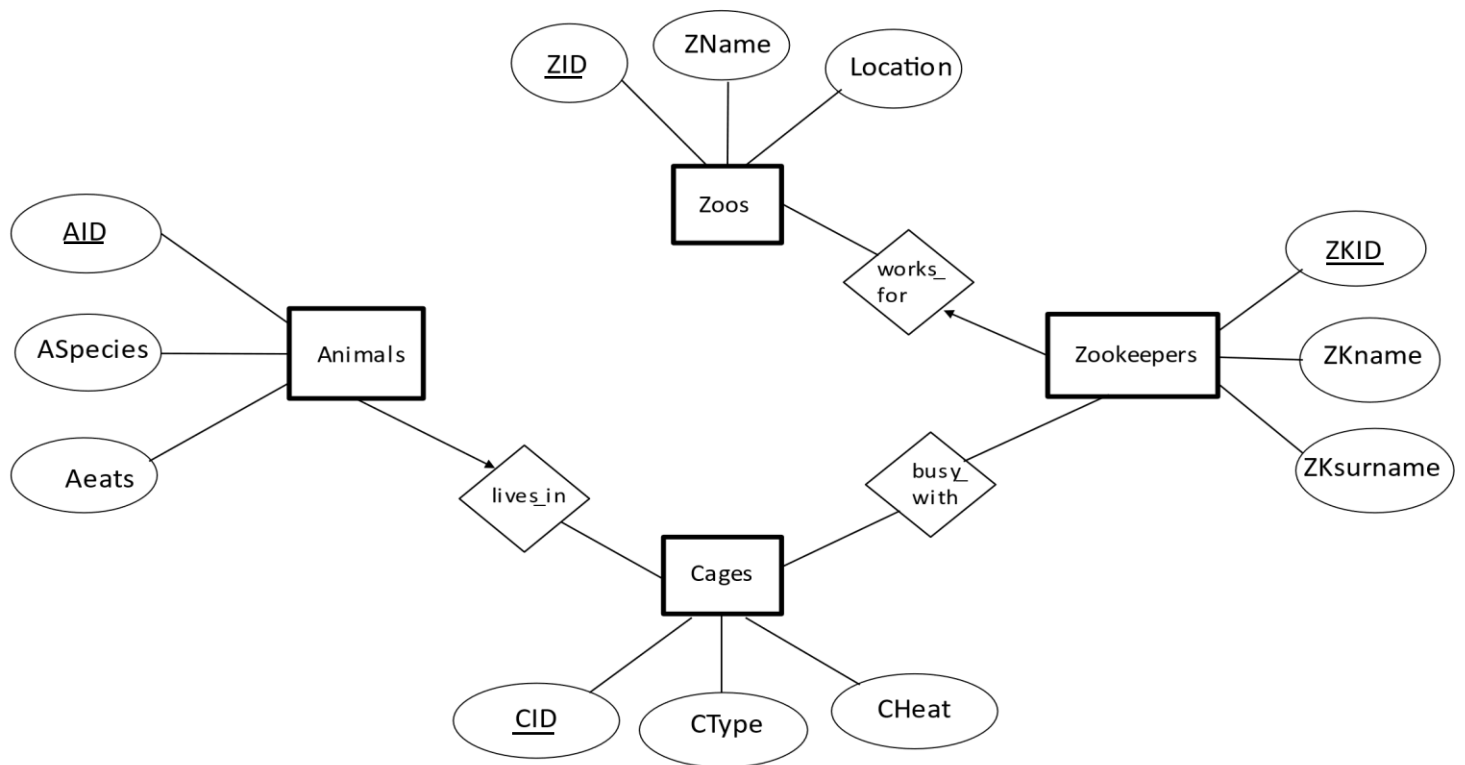 ZID
ZName
Location
Zoos
AID
ASpecies
Aeats
Animals
works_
for
Zookeepers
ZKID
ZKname
ZKsurname
lives_in
busy_
with
Cages
CID
CType
CHeat